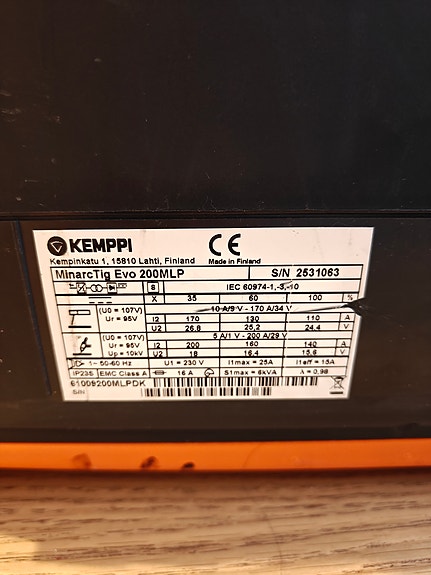 KEMPPI CE
Kempinkatu 1, 15810 Lahti, Finland Made in Finland
MinarcTig Evo 200MLP S/N 2531063
S IEC 60974-1,-3,-10
X 35 60 100 %
10 A/9 V - 170 A/34 V
(U0 = 107V) I2 170 130 110 A
Ur = 95V U2 26,8 25,2 24,4 V
5 A/1 V - 200 A/29 V
(U0 = 107V)
Ur = 95V I2 200 160 140 A
Up = 10kV U2 18 16,4 15,6 V
1~ 50-60 Hz U1 = 230 V I1max = 25A I1eff = 15A
IP23S EMC Class A 16 A S1max = 6kVA λ = 0,98
61009200MLPDK
S/N: